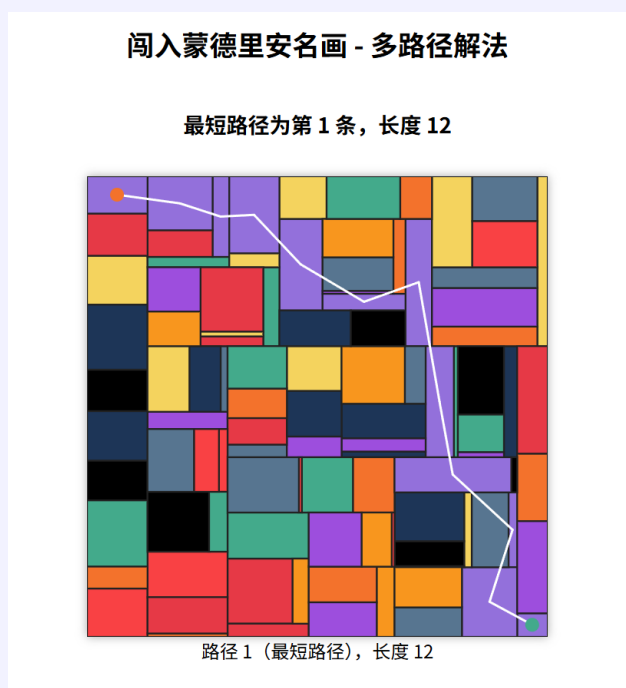 闯入蒙德里安名画 - 多路径解法
最短路径为第 1 条，长度 12
路径 1（最短路径），长度 12